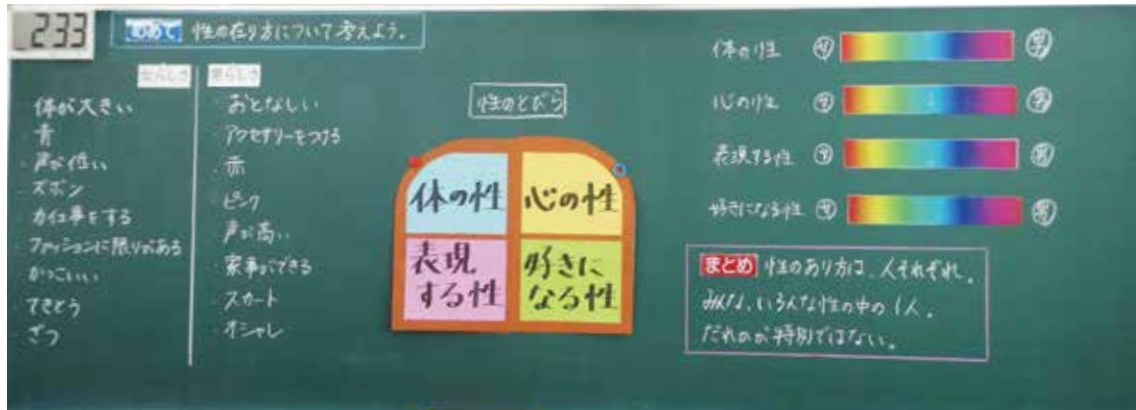 233
めあて 性の在り方について考えよう。
女らしさ
・体が大きい
・青
・声が低い
・ズボン
・力仕事をする
・ファッションに限りがある
・かっこいい
・てきとう
・ざつ
男らしさ
・おとなしい
・アクセサリーをつける
・赤
・ピンク
・声が高い
・家事ができる
・スカート
・オシャレ
性のとびら
体の性
心の性
表現
する性
好きに
なる性
体の性 女 男
心の性 女 男
表現する性 女 男
好きになる性 女 男
まとめ 性のあり方は、人それぞれ。
みんな、いろんな性の中の1人。
だれかが特別ではない。